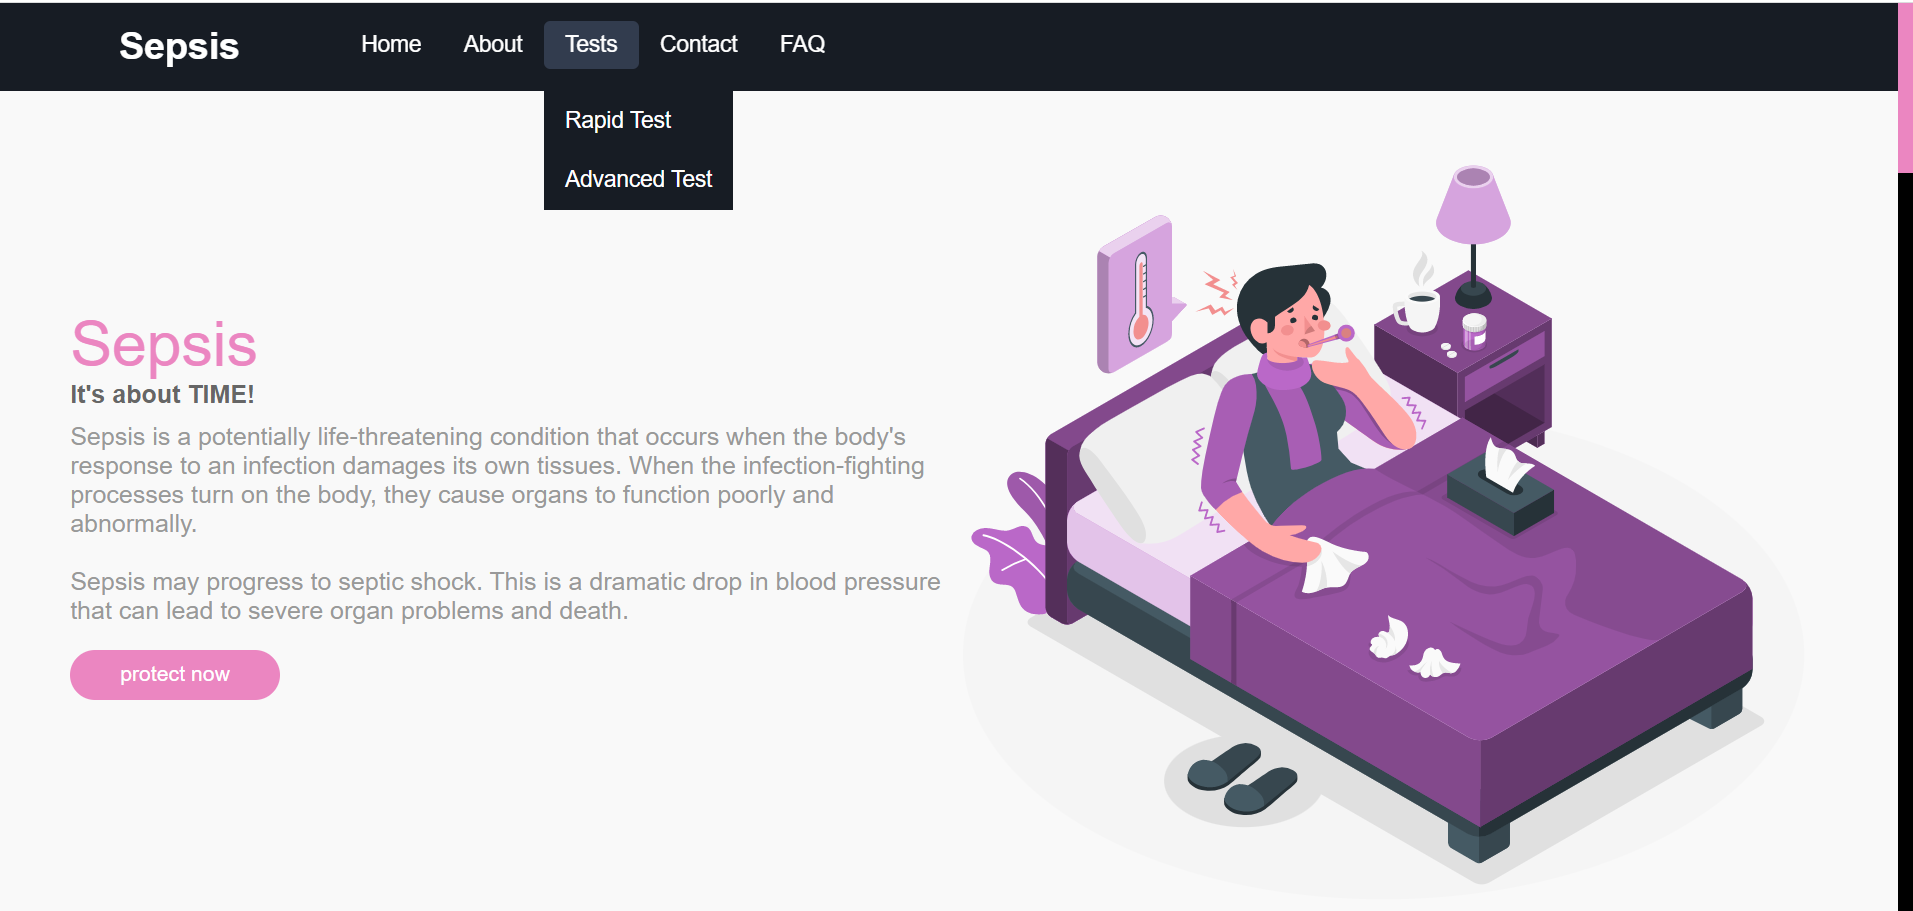 Sepsis
Home
About
Tests
Contact
FAQ
Rapid Test
Advanced Test
Sepsis
It's about TIME!
Sepsis is a potentially life-threatening condition that occurs when the body's
response to an infection damages its own tissues. When the infection-fighting
processes turn on the body, they cause organs to function poorly and
abnormally.
Sepsis may progress to septic shock. This is a dramatic drop in blood pressure
that can lead to severe organ problems and death.
protect now